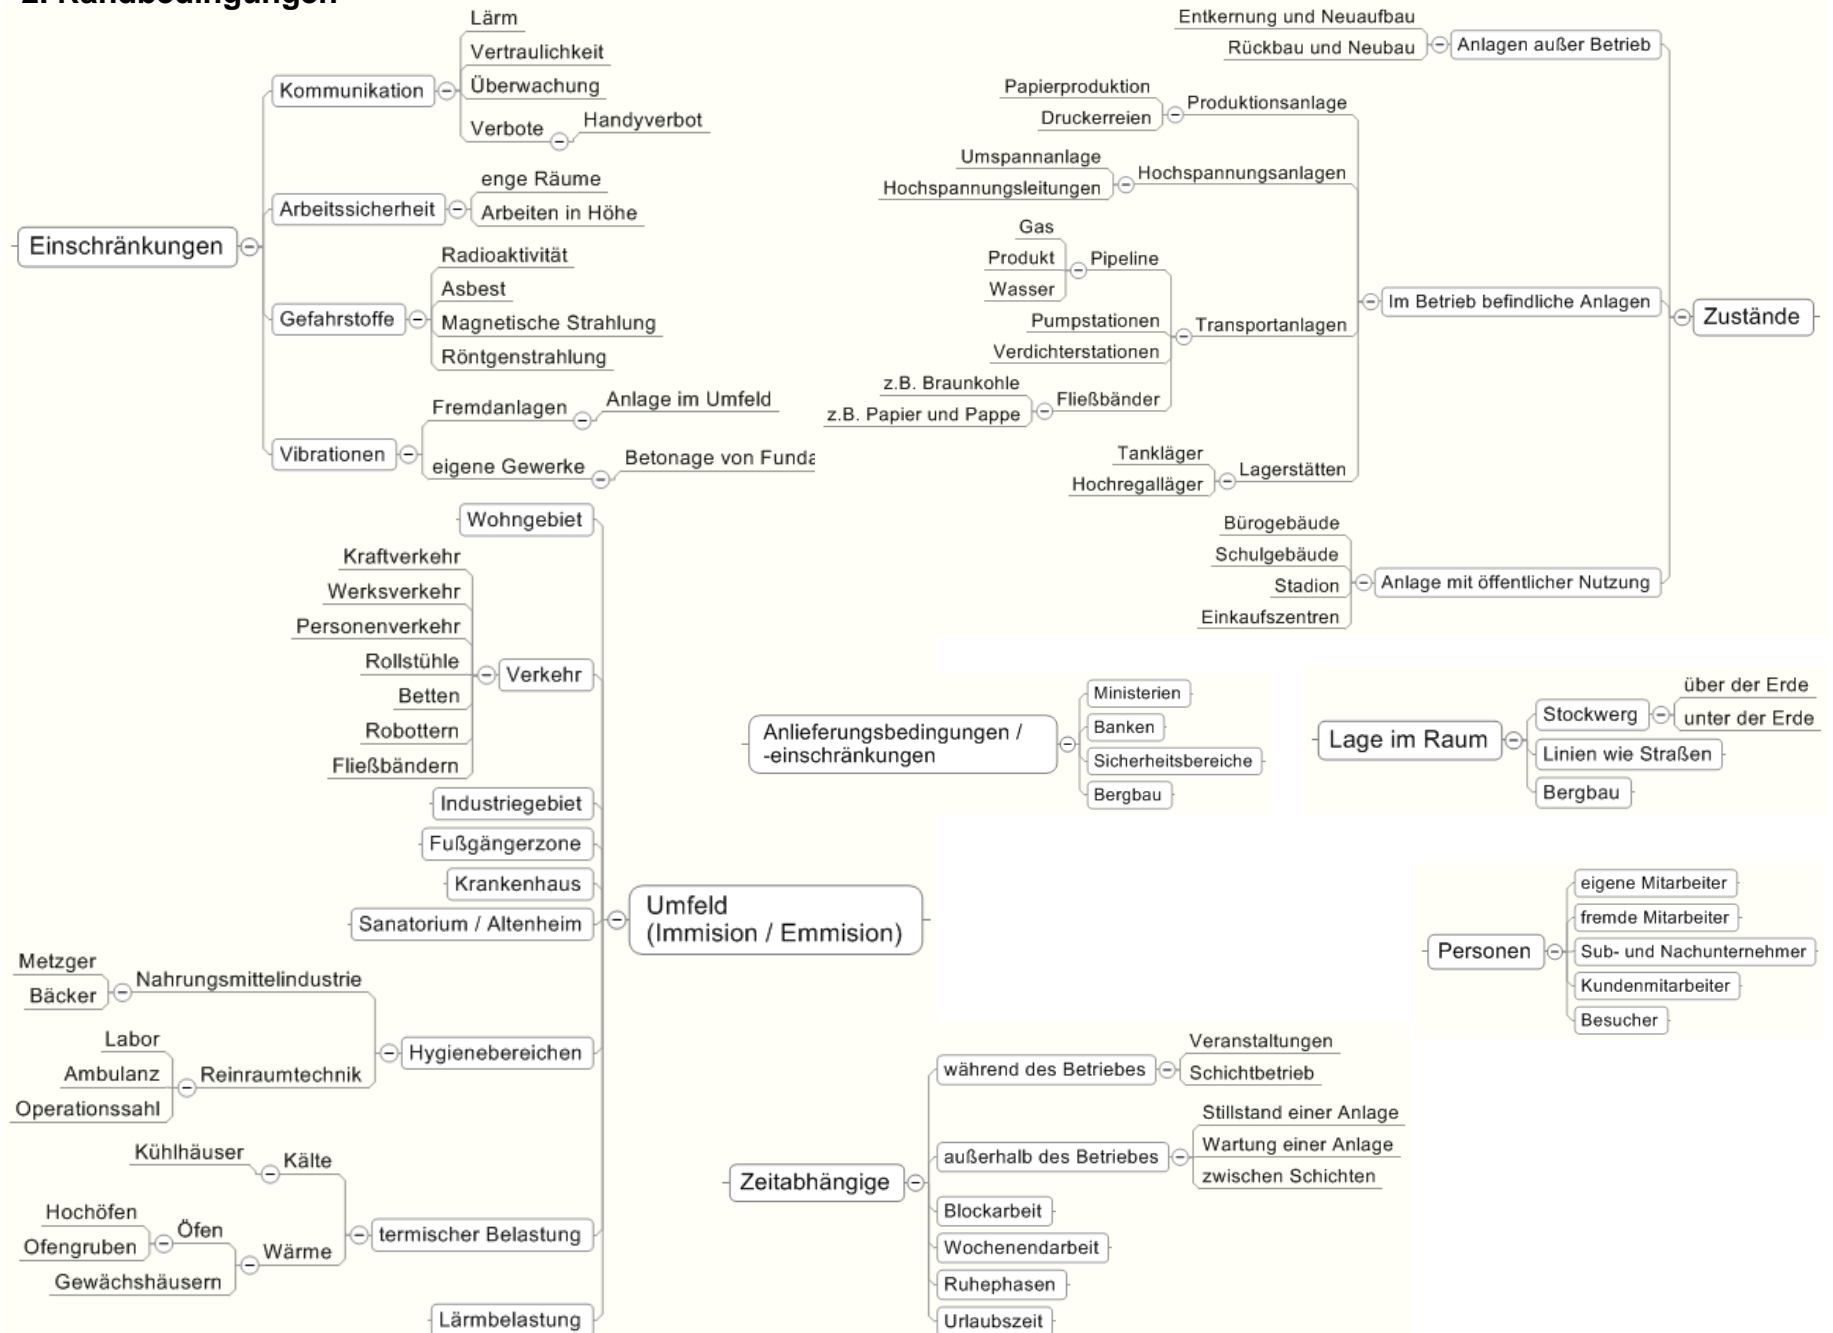 2. Randbedingungen
Einschränkungen
Kommunikation
Lärm
Vertraulichkeit
Überwachung
Verbote
Handyverbot
Arbeitssicherheit
enge Räume
Arbeiten in Höhe
Gefahrstoffe
Radioaktivität
Asbest
Magnetische Strahlung
Röntgenstrahlung
Vibrationen
Fremdanlagen
Anlage im Umfeld
eigene Gewerke
Betonage von Funda
Zustände
Anlagen außer Betrieb
Entkernung und Neuaufbau
Rückbau und Neubau
Im Betrieb befindliche Anlagen
Produktionsanlage
Papierproduktion
Druckerreien
Hochspannungsanlagen
Umspannanlage
Hochspannungsleitungen
Transportanlagen
Pipeline
Gas
Produkt
Wasser
Pumpstationen
Verdichterstationen
Fließbänder
z.B. Braunkohle
z.B. Papier und Pappe
Lagerstätten
Tankläger
Hochregalläger
Anlage mit öffentlicher Nutzung
Bürogebäude
Schulgebäude
Stadion
Einkaufszentren
Umfeld
(Immision / Emmision)
Wohngebiet
Verkehr
Kraftverkehr
Werksverkehr
Personenverkehr
Rollstühle
Betten
Robottern
Fließbändern
Industriegebiet
Fußgängerzone
Krankenhaus
Sanatorium / Altenheim
Hygienebereichen
Nahrungsmittelindustrie
Metzger
Bäcker
Reinraumtechnik
Labor
Ambulanz
Operationssahl
termischer Belastung
Kälte
Kühlhäuser
Wärme
Öfen
Hochöfen
Ofengruben
Gewächshäusern
Lärmbelastung
Anlieferungsbedingungen /
-einschränkungen
Ministerien
Banken
Sicherheitsbereiche
Bergbau
Lage im Raum
Stockwerg
über der Erde
unter der Erde
Linien wie Straßen
Bergbau
Personen
eigene Mitarbeiter
fremde Mitarbeiter
Sub- und Nachunternehmer
Kundenmitarbeiter
Besucher
Zeitabhängige
während des Betriebes
Veranstaltungen
Schichtbetrieb
außerhalb des Betriebes
Stillstand einer Anlage
Wartung einer Anlage
zwischen Schichten
Blockarbeit
Wochenendarbeit
Ruhephasen
Urlaubszeit